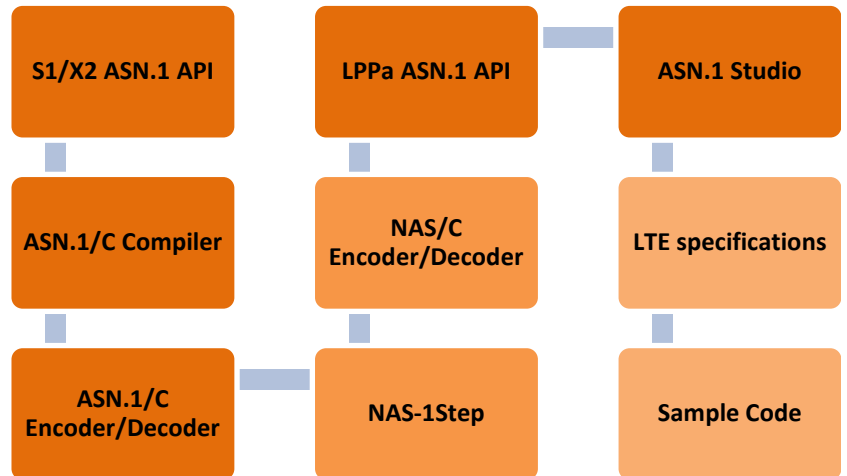 S1/X2 ASN.1 API
ASN.1/C Compiler
ASN.1/C
Encoder/Decoder
NAS-1Step
NAS/C
Encoder/Decoder
LPPa ASN.1 API
ASN.1 Studio
LTE specifications
Sample Code